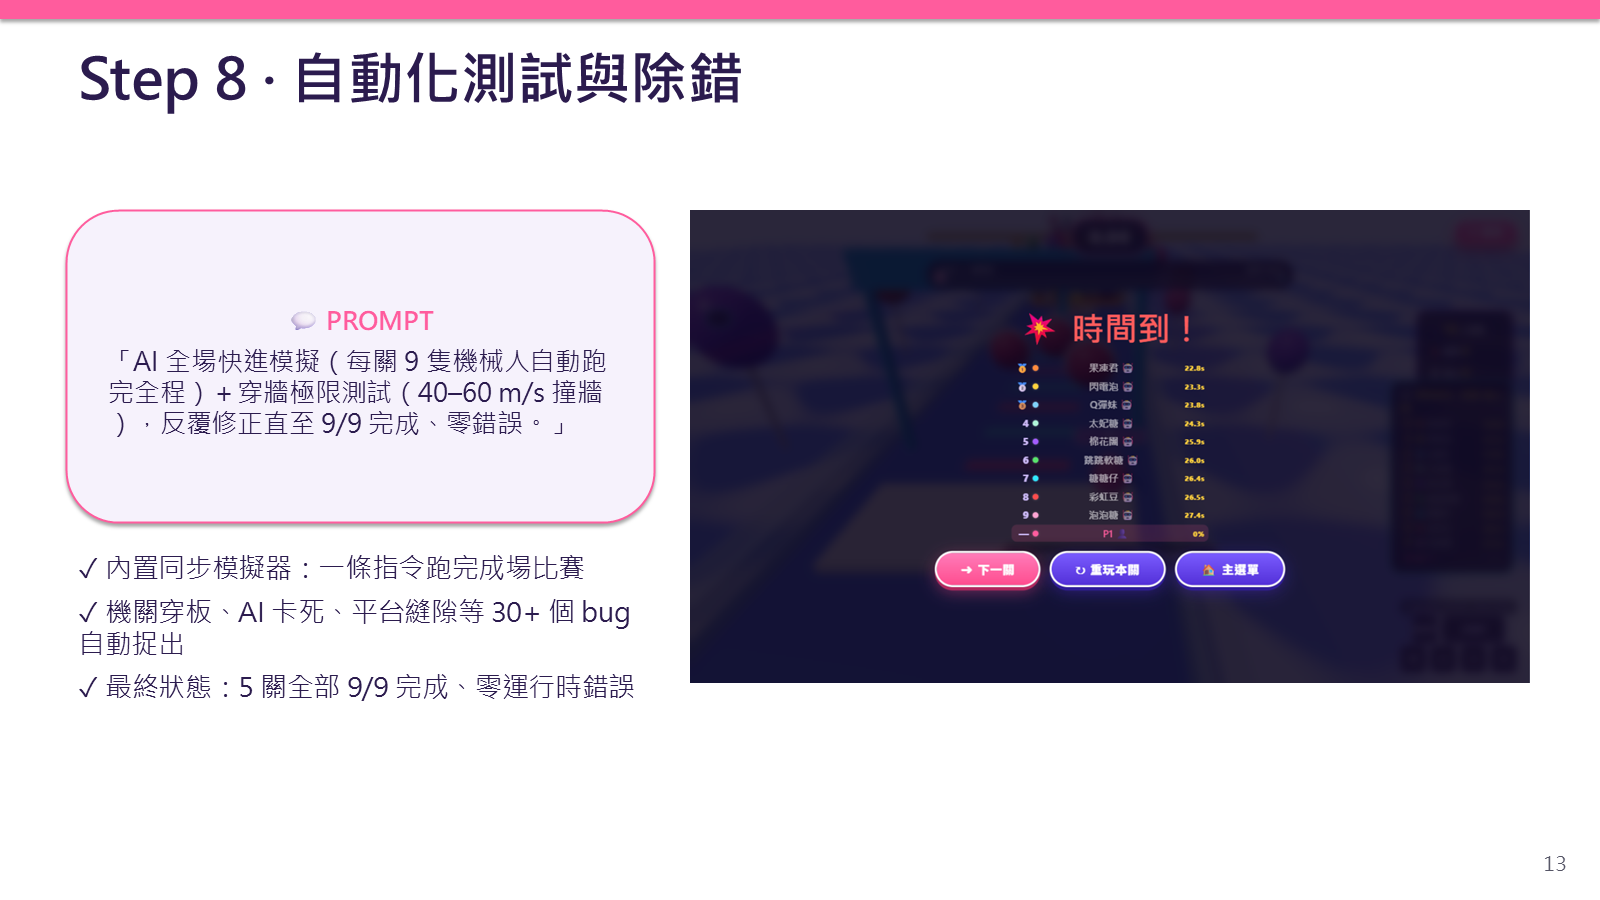 Step 8 · 自動化測試與除錯
💬 PROMPT
「AI 全場快進模擬（每關 9 隻機械人自動跑
完全程）+ 穿牆極限測試（40–60 m/s 撞牆
），反覆修正直至 9/9 完成、零錯誤。」
✓ 內置同步模擬器：一條指令跑完成場比賽
✓ 機關穿板、AI 卡死、平台縫隙等 30+ 個 bug
自動捉出
✓ 最終狀態：5 關全部 9/9 完成、零運行時錯誤
💥 時間到！
🥇 果凍君 22.8s
🥈 閃電泡 23.3s
🥉 Q彈妹 23.8s
4 太妃糖 24.3s
5 棉花團 25.9s
6 跳跳軟糖 26.0s
7 糖糖仔 26.4s
8 彩虹豆 26.5s
9 泡泡糖 27.4s
— P1 0%
→ 下一關
↻ 重玩本關
🏠 主選單
13